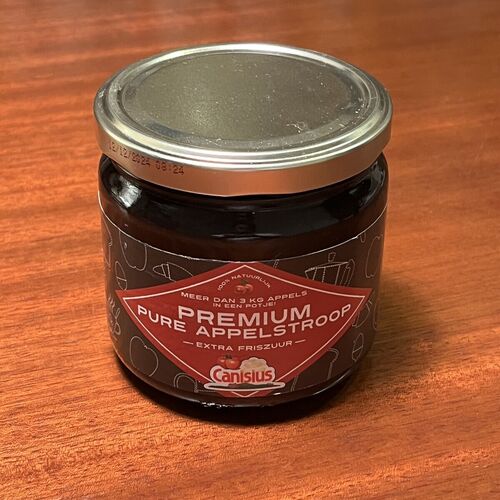 12/12/2024 08:24
100% NATUURLIJK
MEER DAN 3 KG APPELS
IN EEN POTJE!
PREMIUM
PURE APPELSTROOP
EXTRA FRISZUUR
Canisius